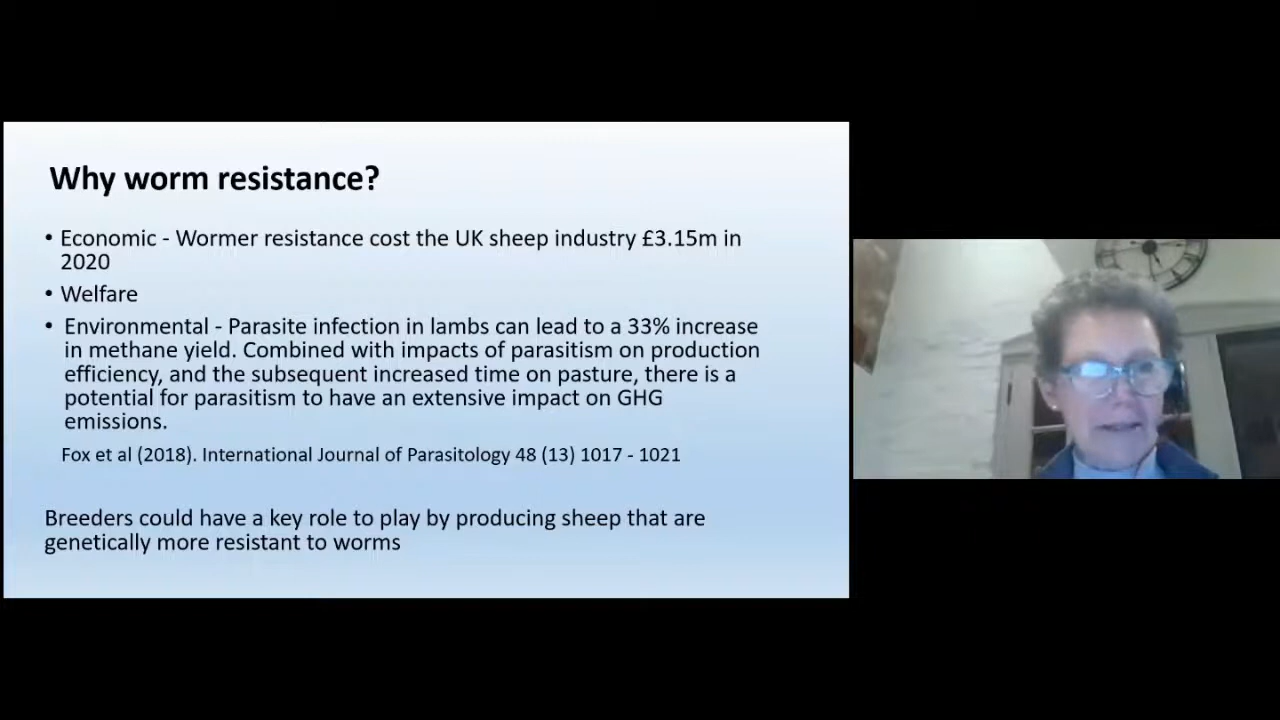 Why worm resistance?
• Economic - Wormer resistance cost the UK sheep industry £3.15m in
2020
• Welfare
• Environmental - Parasite infection in lambs can lead to a 33% increase
in methane yield. Combined with impacts of parasitism on production
efficiency, and the subsequent increased time on pasture, there is a
potential for parasitism to have an extensive impact on GHG
emissions.
Fox et al (2018). International Journal of Parasitology 48 (13) 1017 - 1021
Breeders could have a key role to play by producing sheep that are
genetically more resistant to worms